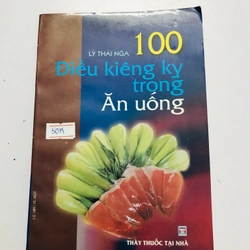 LÝ THÁI NGA
100
Điều kiêng kỵ
trong
Ăn uống
50K
THẦY THUỐC TẠI NHÀ